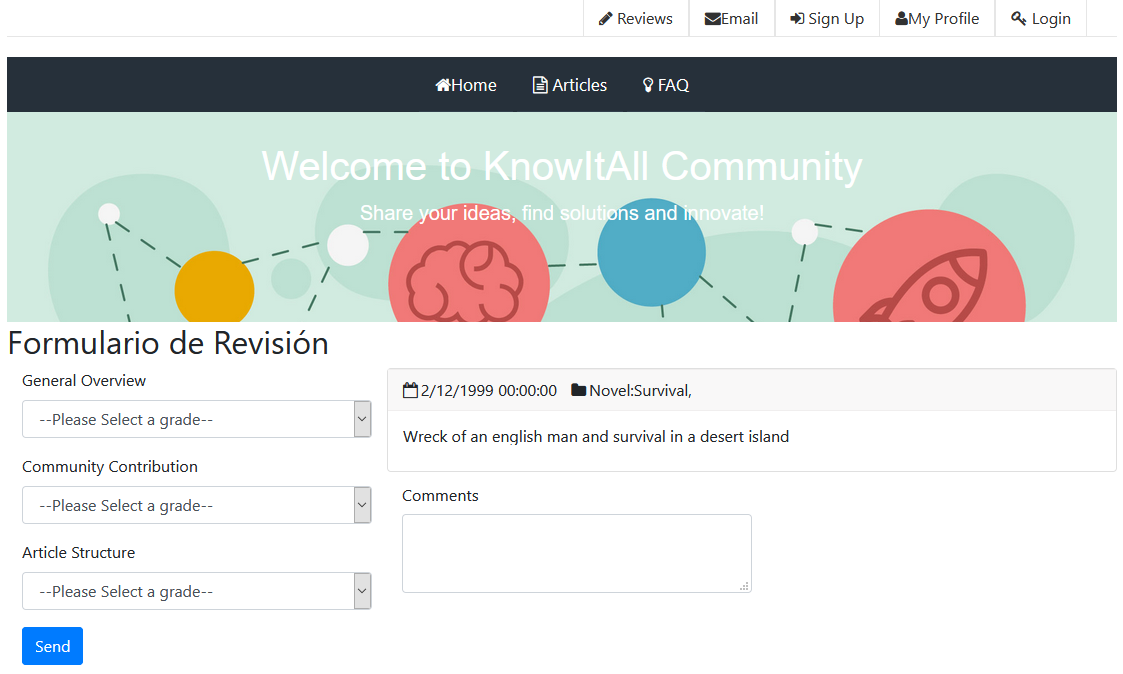 Reviews Email Sign Up My Profile Login
Home Articles FAQ
Welcome to KnowItAll Community
Share your ideas, find solutions and innovate!
Formulario de Revisión
General Overview
--Please Select a grade--
Community Contribution
--Please Select a grade--
Article Structure
--Please Select a grade--
Send
2/12/1999 00:00:00 Novel:Survival,
Wreck of an english man and survival in a desert island
Comments